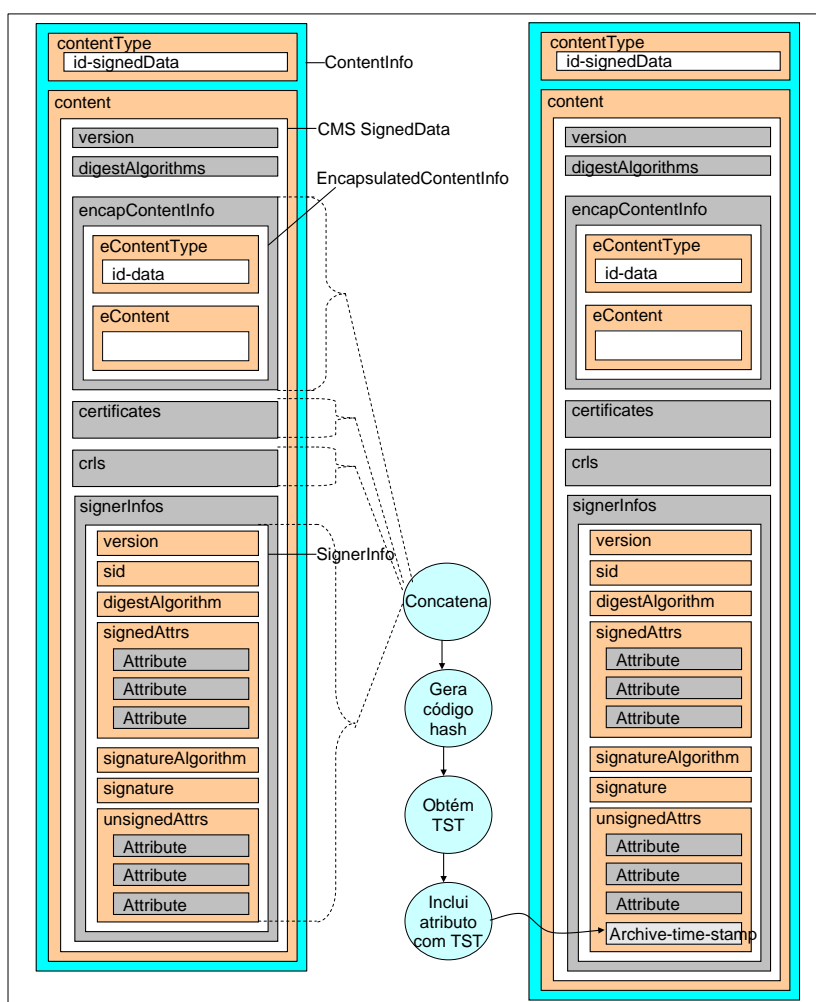 contentType
id-signedData
ContentInfo
content
CMS SignedData
version
digestAlgorithms
EncapsulatedContentInfo
encapContentInfo
eContentType
id-data
eContent
certificates
crls
signerInfos
version
SignerInfo
sid
digestAlgorithm
signedAttrs
Attribute
Attribute
Attribute
signatureAlgorithm
signature
unsignedAttrs
Attribute
Attribute
Attribute
Concatena
Gera
código
hash
Obtém
TST
Inclui
atributo
com TST
contentType
id-signedData
content
version
digestAlgorithms
encapContentInfo
eContentType
id-data
eContent
certificates
crls
signerInfos
version
sid
digestAlgorithm
signedAttrs
Attribute
Attribute
Attribute
signatureAlgorithm
signature
unsignedAttrs
Attribute
Attribute
Attribute
Archive-time-stamp